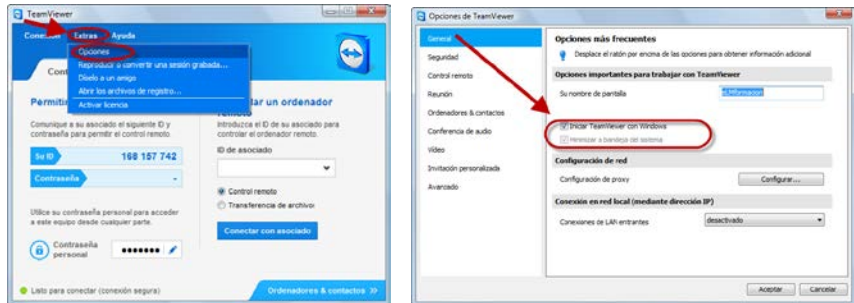 TeamViewer
Conexión Extras Ayuda
Opciones
Reproducir o convertir una sesión grabada...
Díselo a un amigo
Abrir los archivos de registro...
Activar licencia
Permitir
lar un ordenador
remoto
Comunique a su asociado el siguiente ID y
contraseña para permitir el control remoto.
Introduzca el ID de su asociado para
controlar el ordenador remoto.
Su ID
168 157 742
ID de asociado
Contraseña
-
Control remoto
Transferencia de archivos
Utilice su contraseña personal para acceder
a este equipo desde cualquier parte.
Conectar con asociado
Contraseña
personal
Listo para conectar (conexión segura)
Ordenadores & contactos
Opciones de TeamViewer
General
Seguridad
Control remoto
Reunión
Ordenadores & contactos
Conferencia de audio
Vídeo
Invitación personalizada
Avanzado
Opciones más frecuentes
Desplace el ratón por encima de las opciones para obtener información adicional
Opciones importantes para trabajar con TeamViewer
Su nombre de pantalla
Iniciar TeamViewer con Windows
Minimizar a bandeja del sistema
Configuración de red
Configuración de proxy
Configurar...
Conexión en red local (mediante dirección IP)
Conexiones de LAN entrantes
desactivado
Aceptar
Cancelar